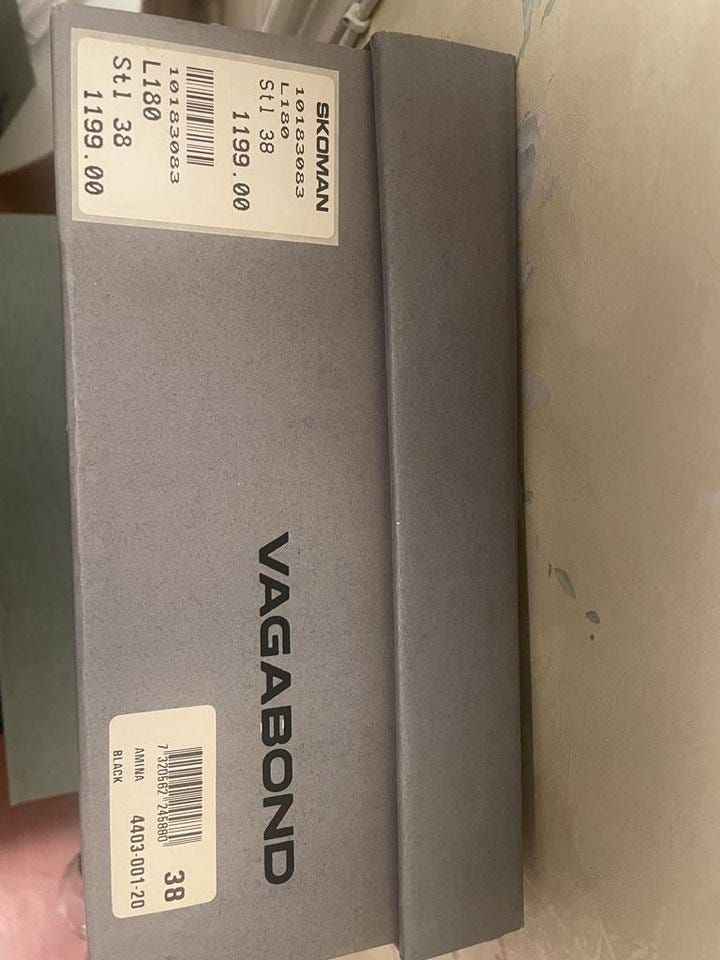 SKOMAN
10183083
L180
Stl 38
1199.00
10183083
L180
Stl 38
1199.00
VAGABOND
38
7 320562 245880
AMINA 4403-001-20
BLACK